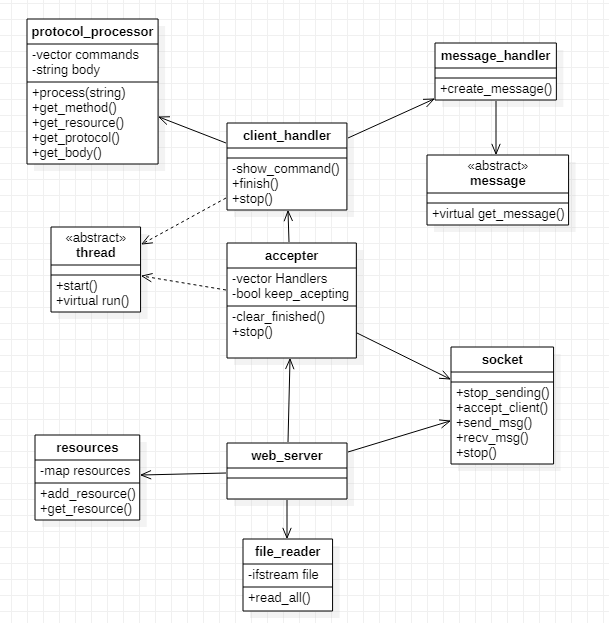 protocol_processor
-vector commands
-string body
+process(string)
+get_method()
+get_resource()
+get_protocol()
+get_body()
message_handler
+create_message()
client_handler
-show_command()
+finish()
+stop()
«abstract»
message
+virtual get_message()
«abstract»
thread
+start()
+virtual run()
accepter
-vector Handlers
-bool keep_acepting
-clear_finished()
+stop()
socket
+stop_sending()
+accept_client()
+send_msg()
+recv_msg()
+stop()
resources
-map resources
+add_resource()
+get_resource()
web_server
file_reader
-ifstream file
+read_all()